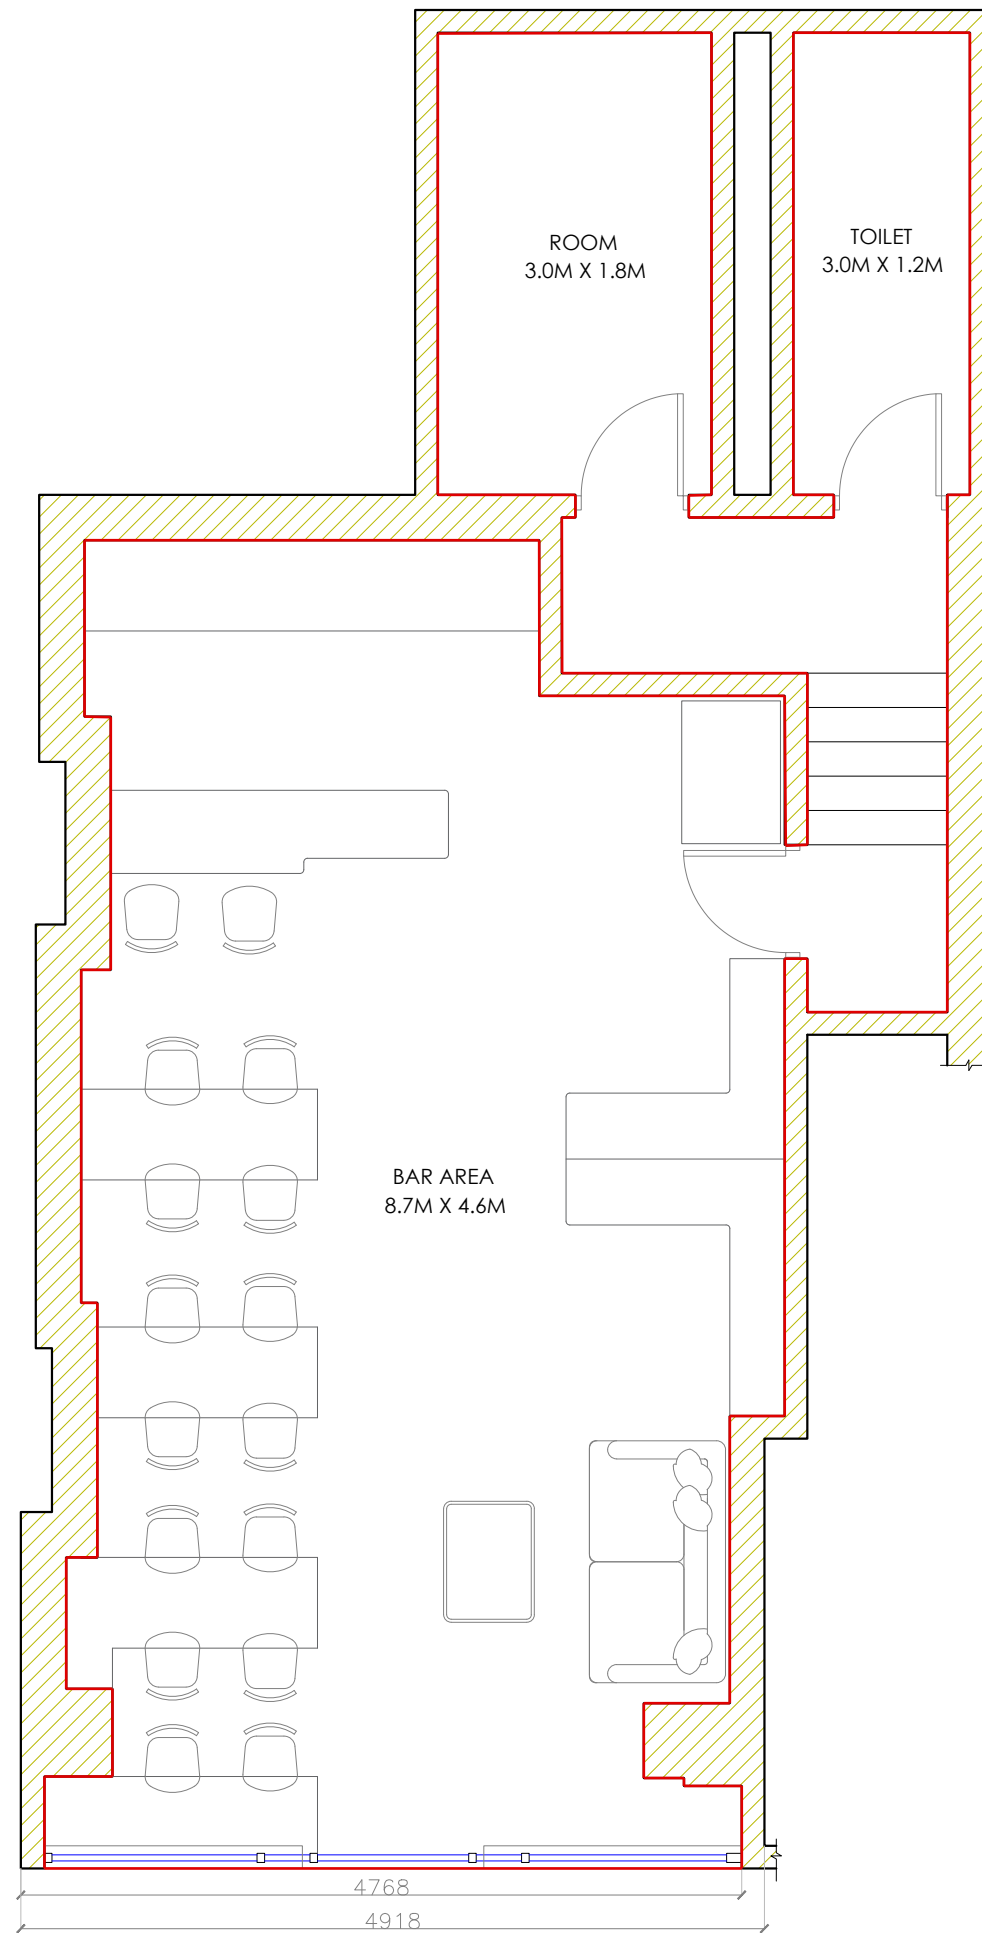 ROOM
3.0M X 1.8M
TOILET
3.0M X 1.2M
BAR AREA
8.7M X 4.6M
4768
4918